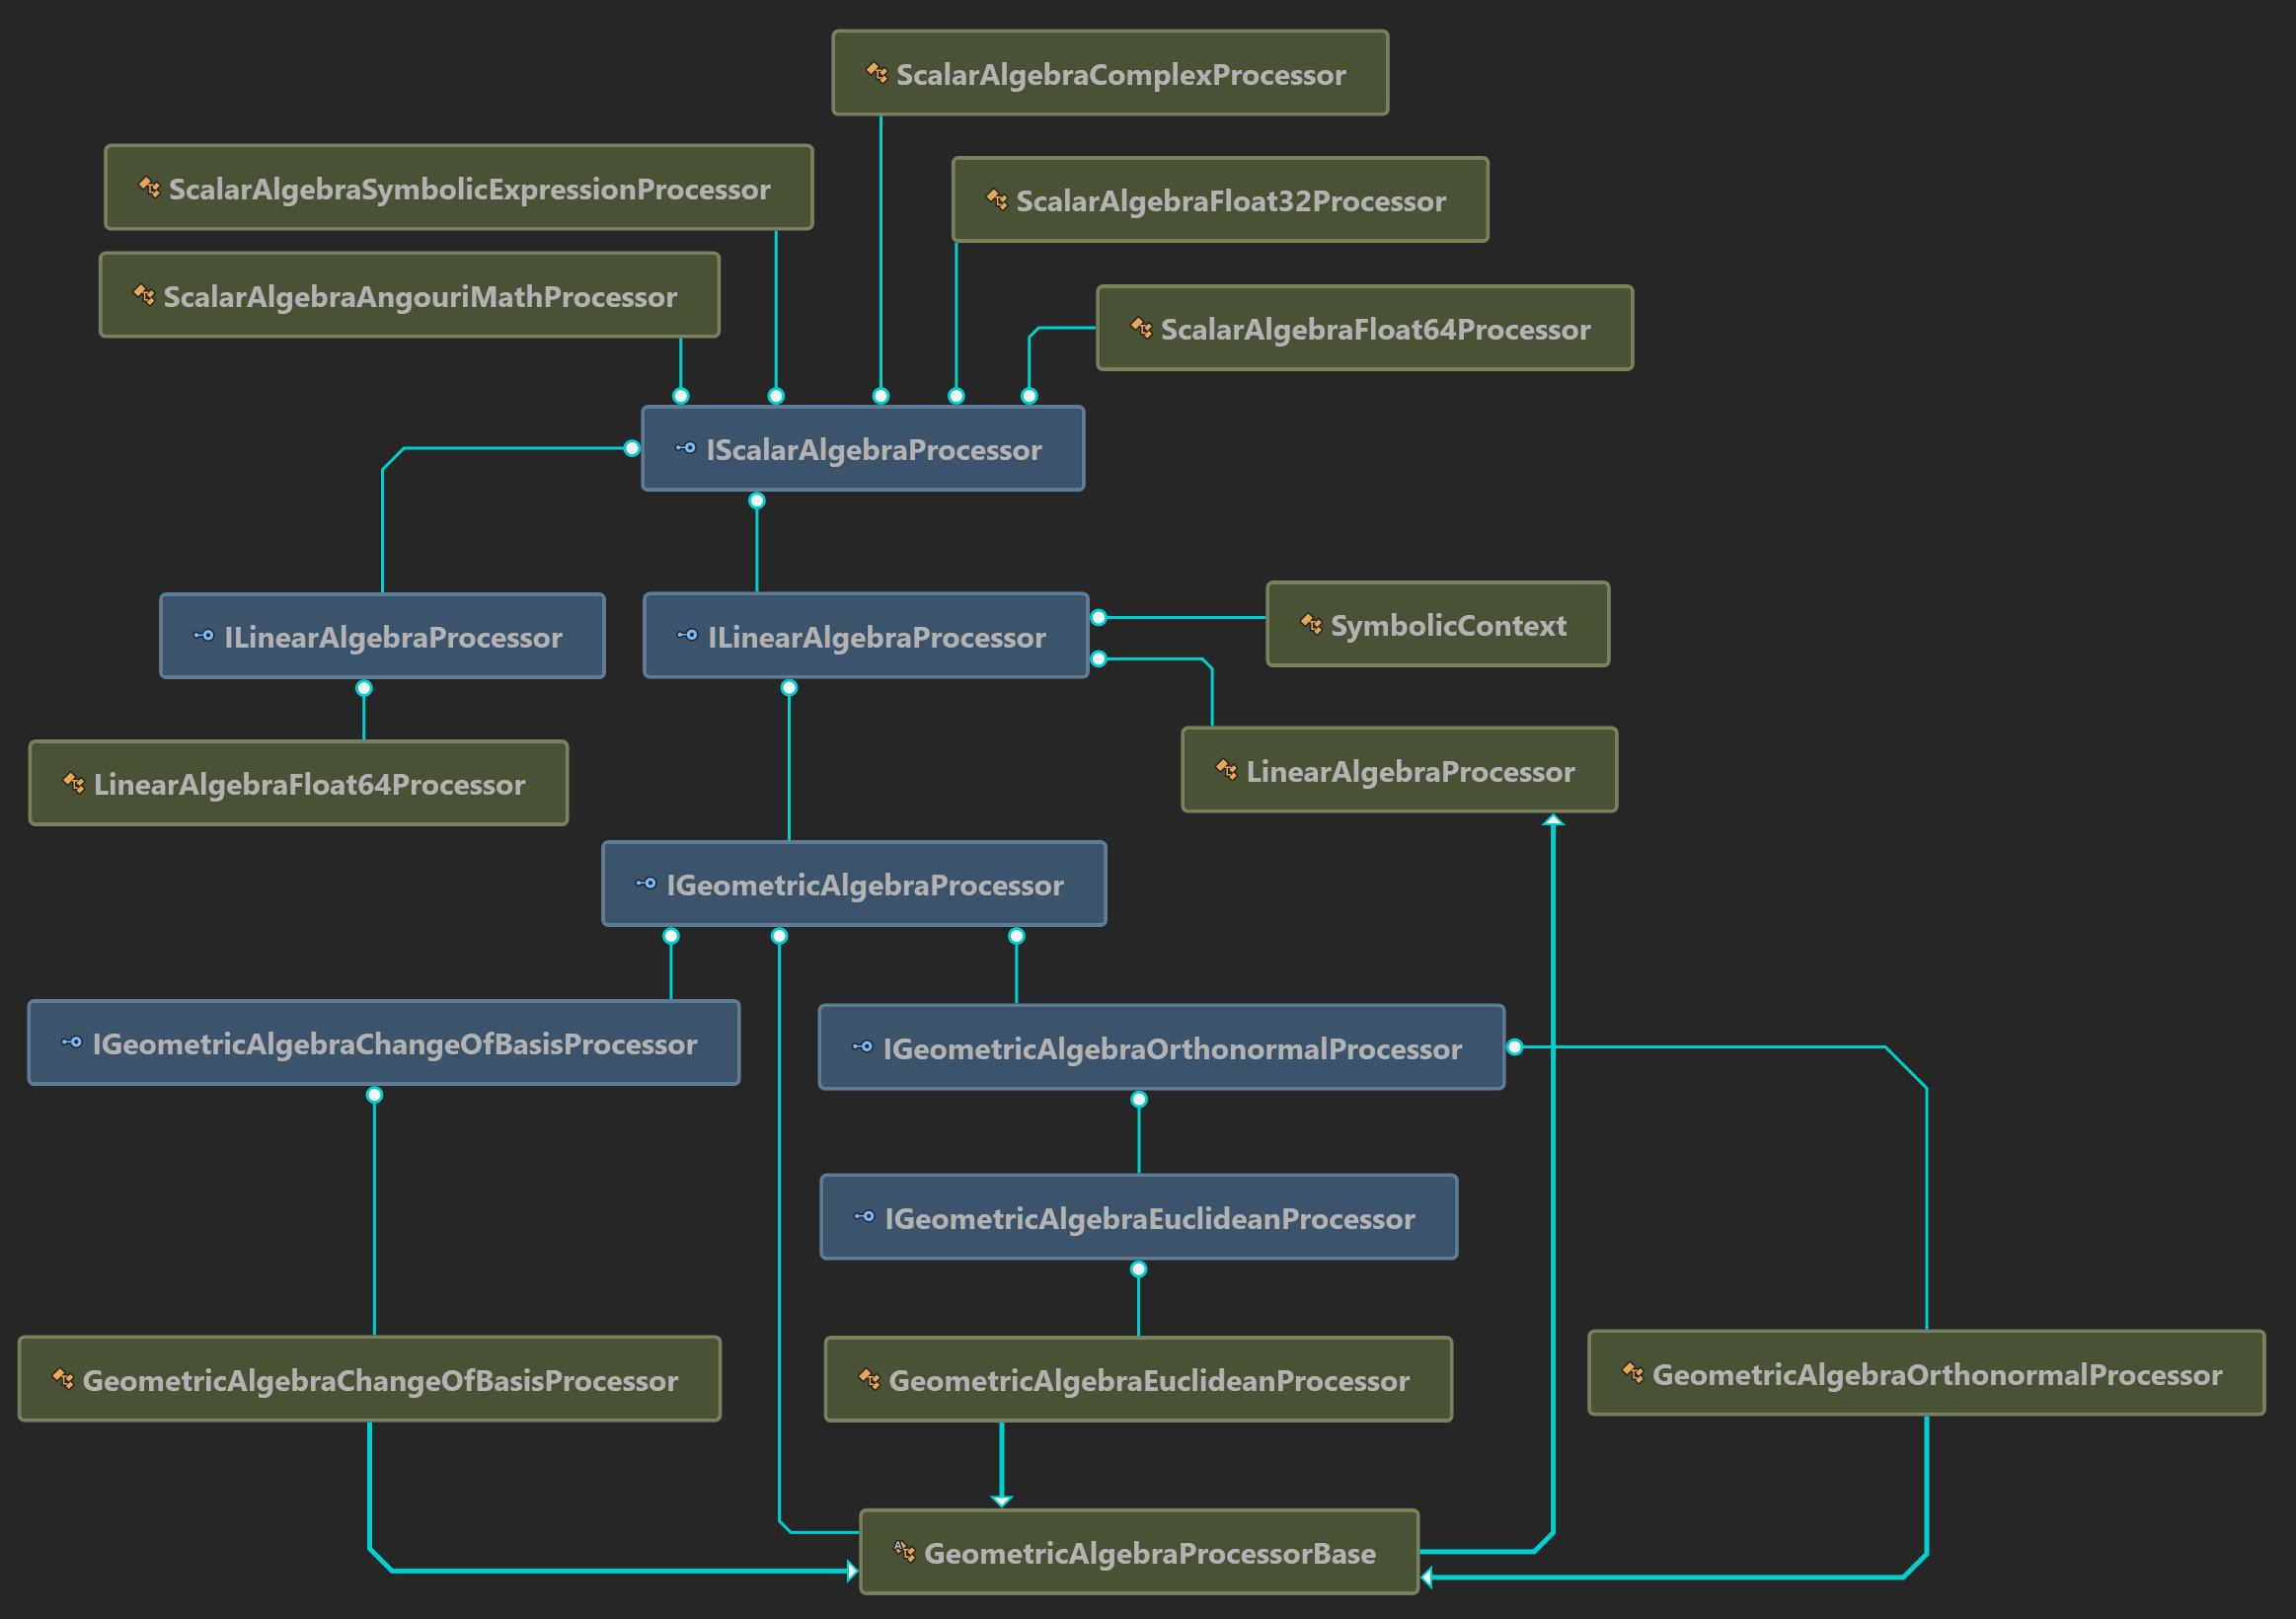 ScalarAlgebraComplexProcessor
ScalarAlgebraSymbolicExpressionProcessor
ScalarAlgebraFloat32Processor
ScalarAlgebraAngouriMathProcessor
ScalarAlgebraFloat64Processor
IScalarAlgebraProcessor
ILinearAlgebraProcessor
ILinearAlgebraProcessor
SymbolicContext
LinearAlgebraFloat64Processor
LinearAlgebraProcessor
IGeometricAlgebraProcessor
IGeometricAlgebraChangeOfBasisProcessor
IGeometricAlgebraOrthonormalProcessor
IGeometricAlgebraEuclideanProcessor
GeometricAlgebraChangeOfBasisProcessor
GeometricAlgebraEuclideanProcessor
GeometricAlgebraOrthonormalProcessor
GeometricAlgebraProcessorBase